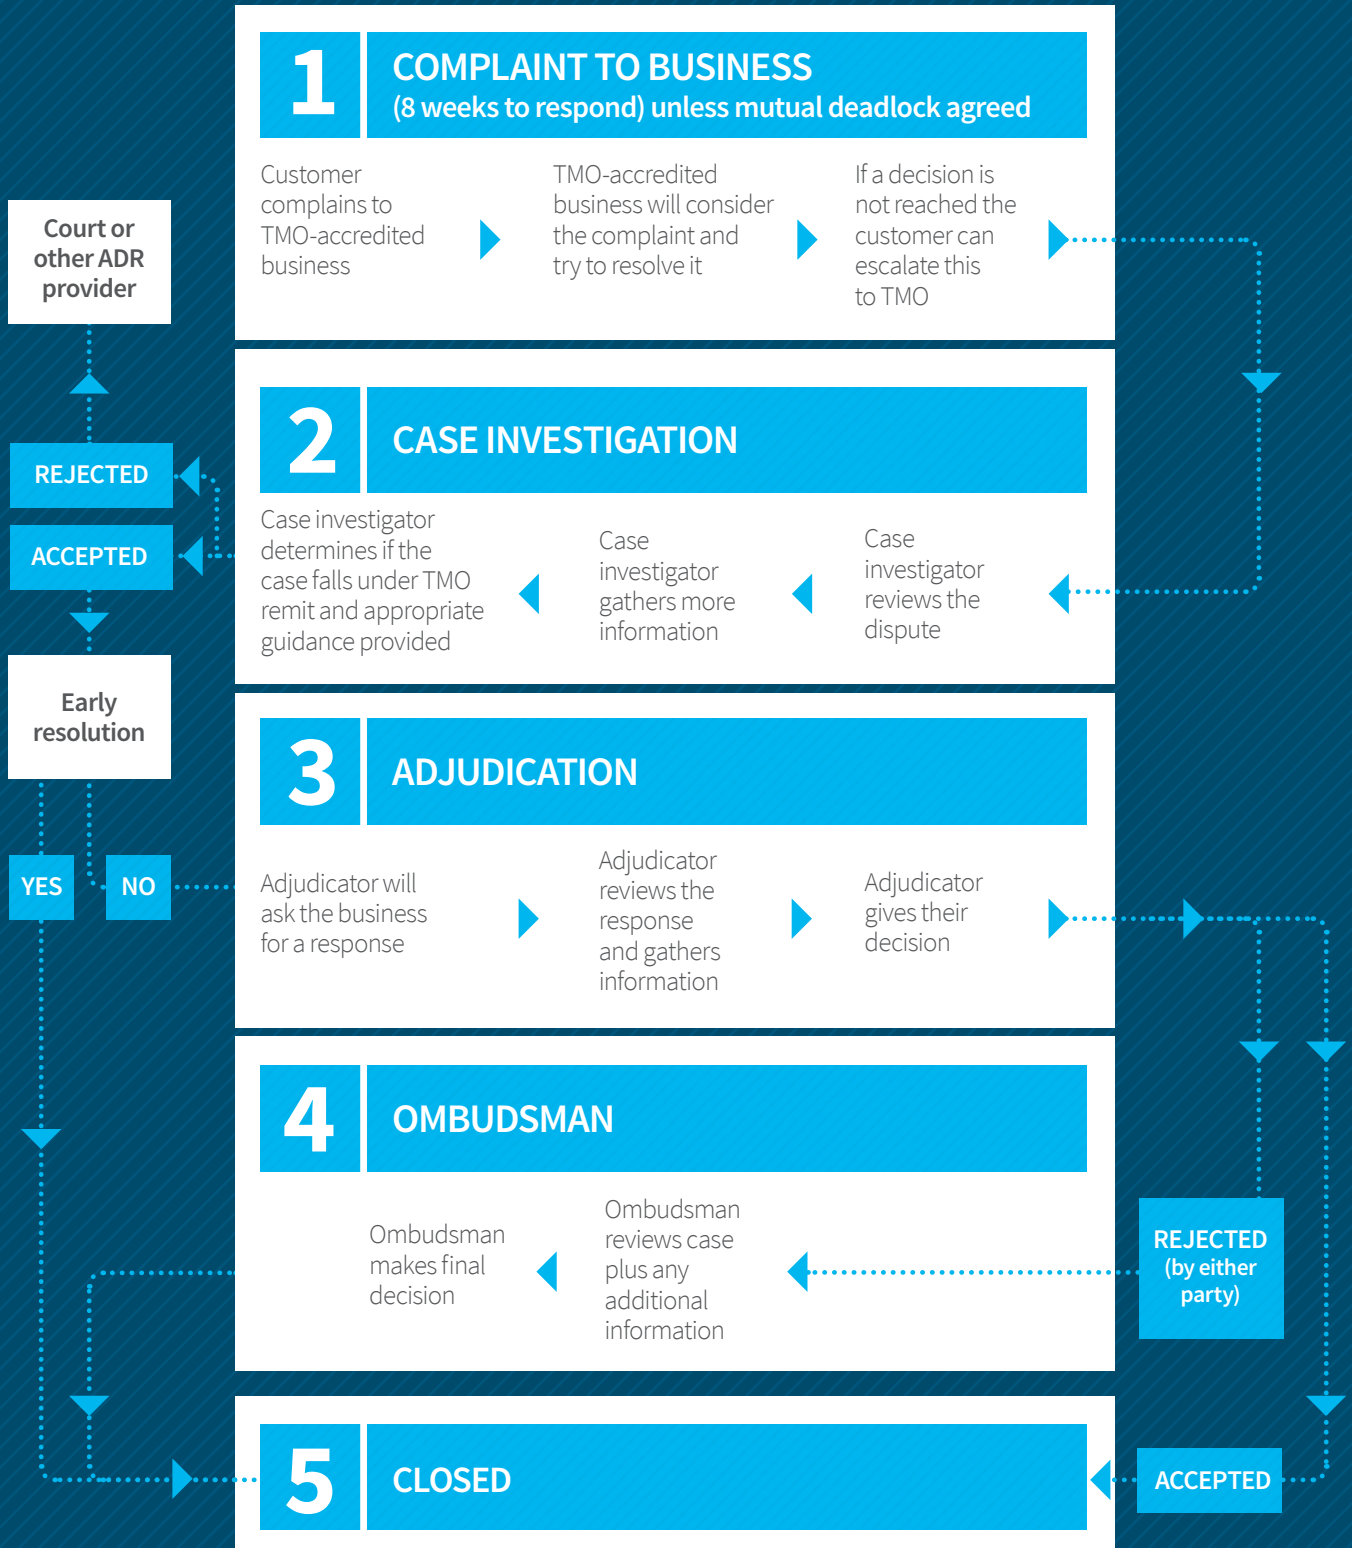 1
COMPLAINT TO BUSINESS
(8 weeks to respond) unless mutual deadlock agreed
Customer
complains to
TMO-accredited
business
TMO-accredited
business will consider
the complaint and
try to resolve it
If a decision is
not reached the
customer can
escalate this
to TMO
Court or
other ADR
provider
2
CASE INVESTIGATION
REJECTED
ACCEPTED
Case investigator
determines if the
case falls under TMO
remit and appropriate
guidance provided
Case
investigator
gathers more
information
Case
investigator
reviews the
dispute
Early
resolution
YES
NO
3
ADJUDICATION
Adjudicator will
ask the business
for a response
Adjudicator
reviews the
response
and gathers
information
Adjudicator
gives their
decision
4
OMBUDSMAN
Ombudsman
makes final
decision
Ombudsman
reviews case
plus any
additional
information
REJECTED
(by either
party)
5
CLOSED
ACCEPTED